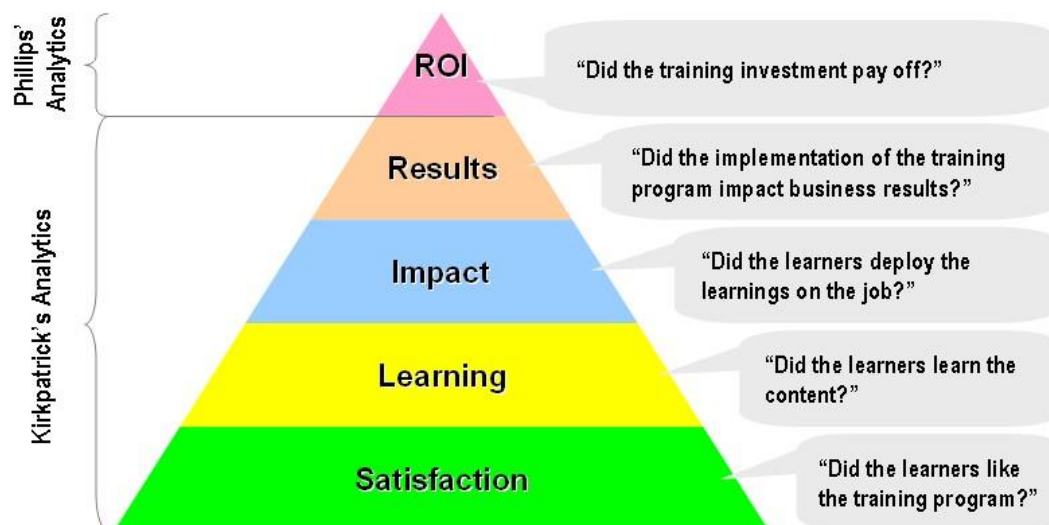 Phillips'
Analytics
ROI
“Did the training investment pay off?”
Kirkpatrick's Analytics
Results
“Did the implementation of the training
program impact business results?”
Impact
“Did the learners deploy the
learnings on the job?”
Learning
“Did the learners learn the
content?”
Satisfaction
“Did the learners like
the training program?”